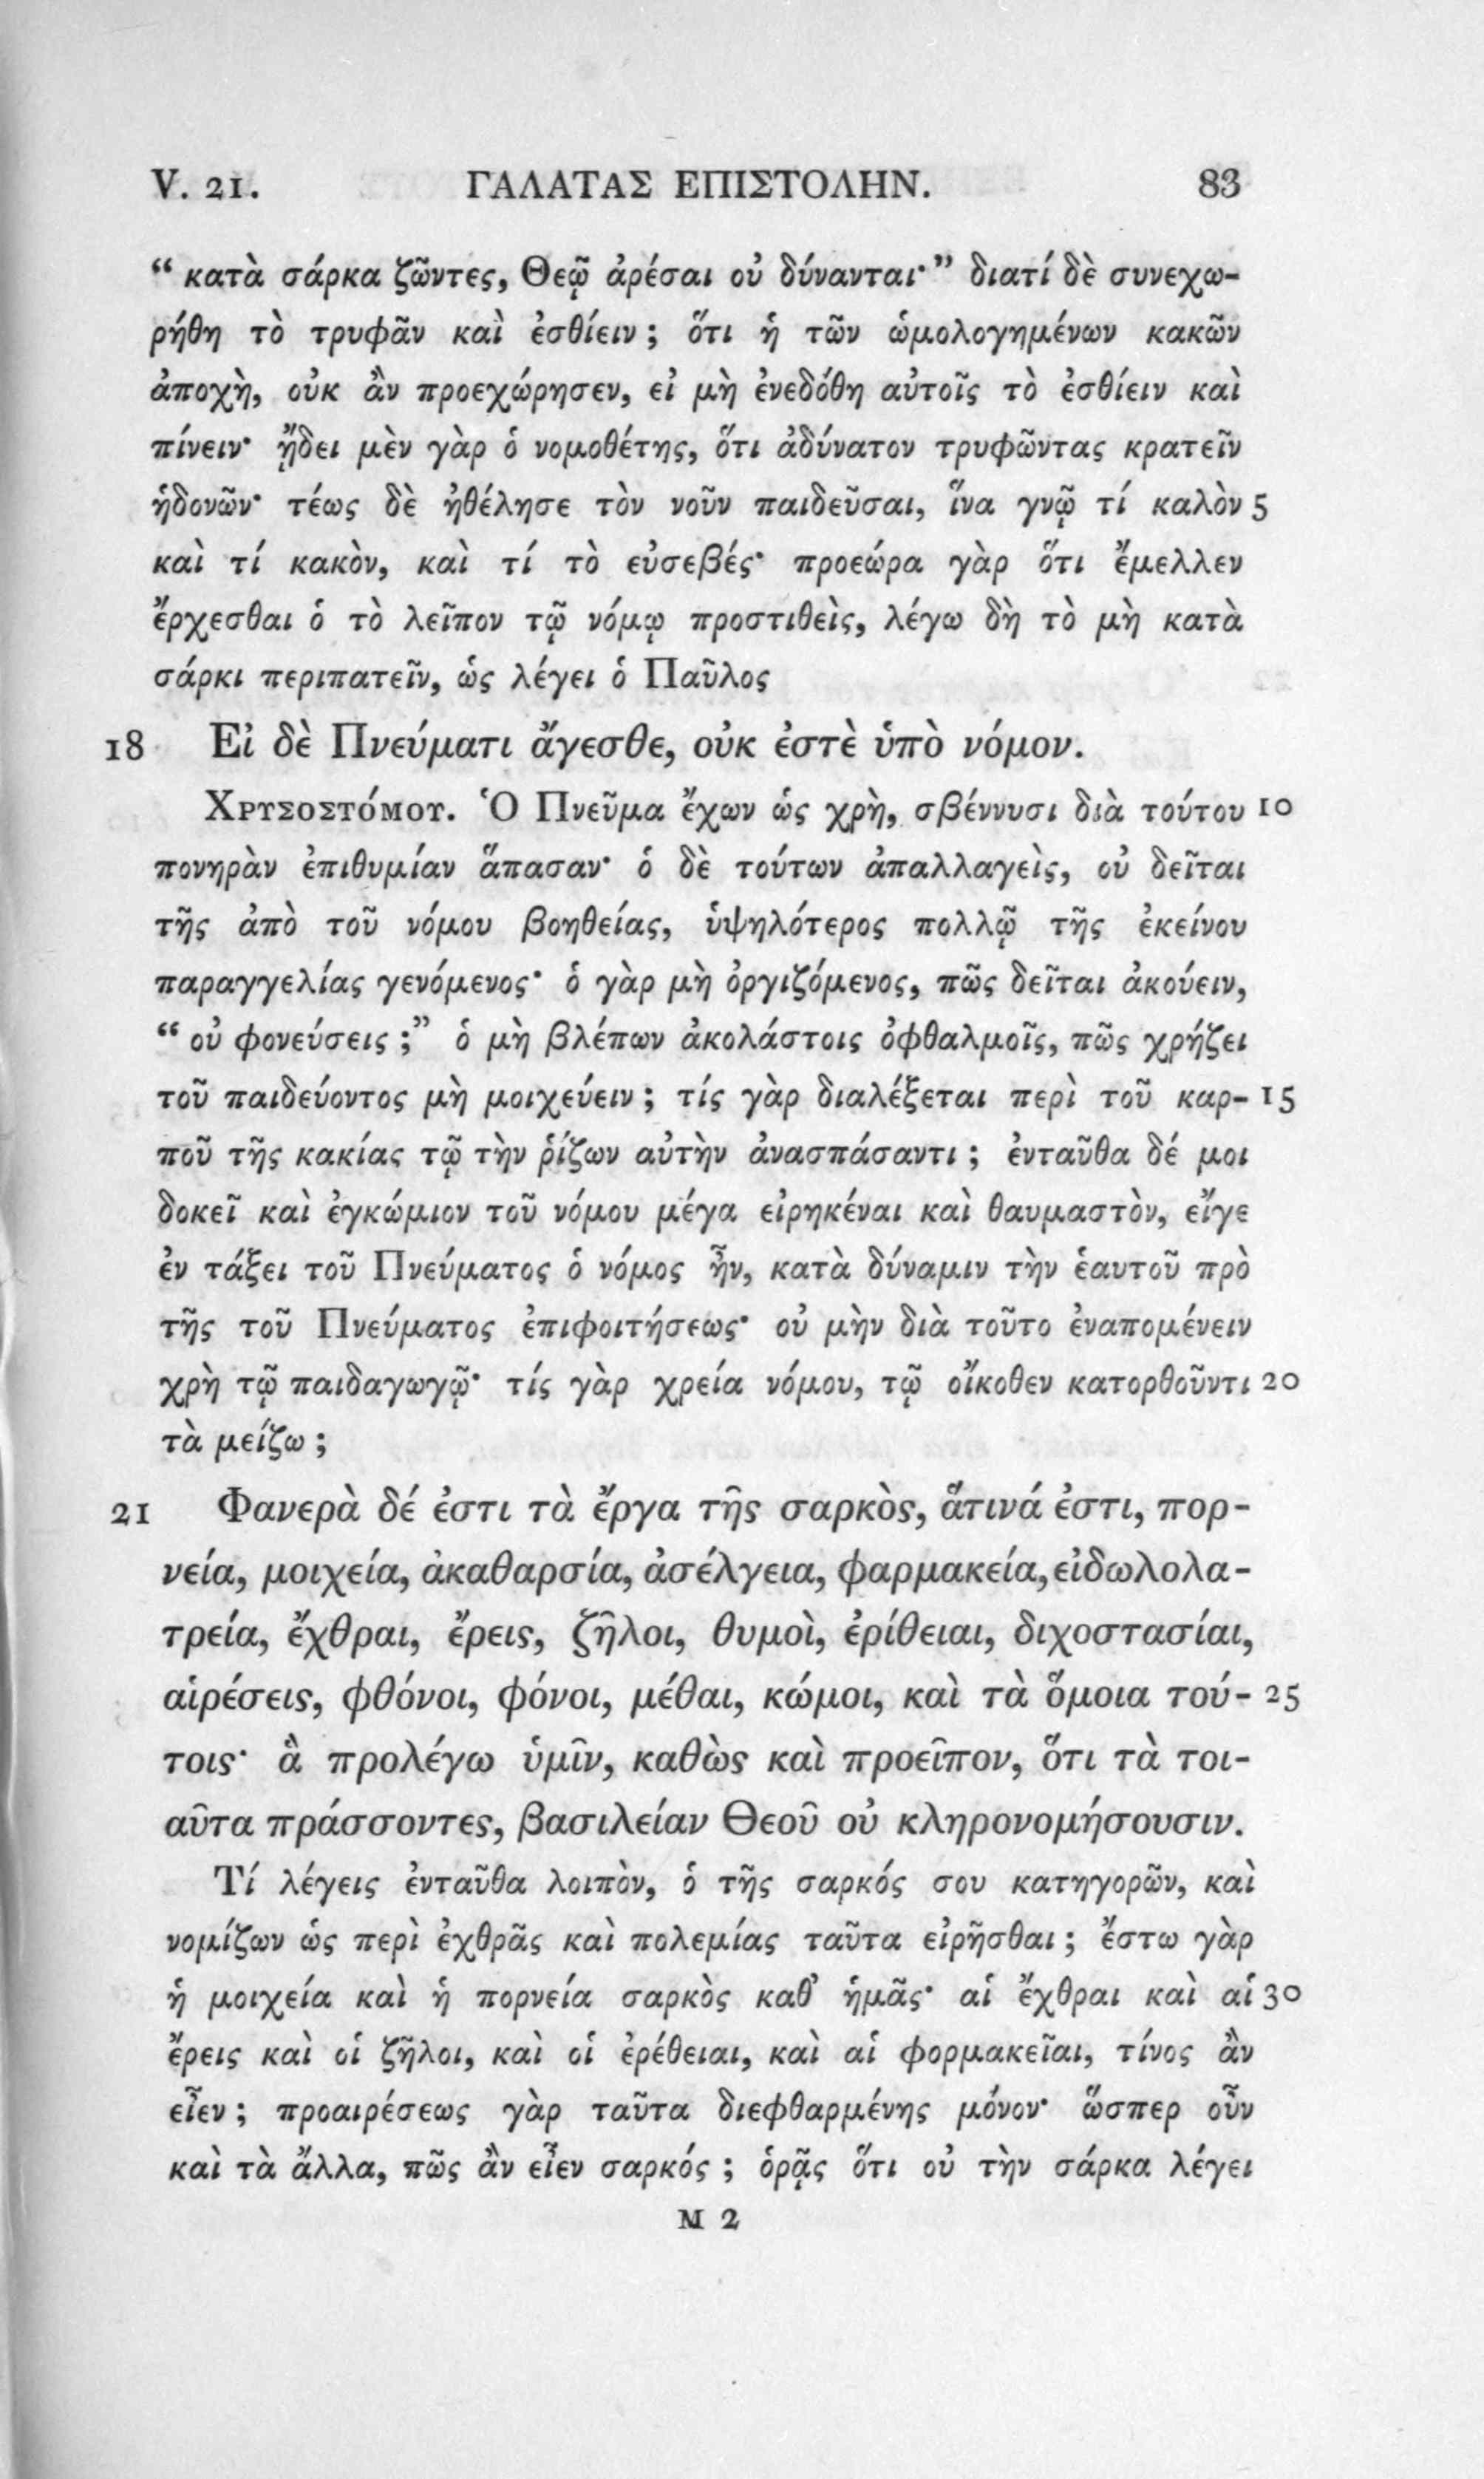 V. 21. ΓΑΛΑΤΑΣ ΕΠΙΣΤΟΛΗΝ. 83
“ κατὰ σάρκα ζῶντες, Θεῷ ἀρέσαι οὐ δύνανται·” διατί δὲ συνεχω-
ρήθη τὸ τρυφᾶν καὶ ἐσθίειν ; ὅτι ἡ τῶν ὡμολογημένων κακῶν
ἀποχὴ, οὐκ ἂν προεχώρησεν, εἰ μὴ ἐνεδόθη αὐτοῖς τὸ ἐσθίειν καὶ
πίνειν· ᾔδει μὲν γὰρ ὁ νομοθέτης, ὅτι ἀδύνατον τρυφῶντας κρατεῖν
ἡδονῶν· τέως δὲ ἠθέλησε τὸν νοῦν παιδεῦσαι, ἵνα γνῷ τί καλὸν 5
καὶ τί κακὸν, καὶ τί τὸ εὐσεβές· προεώρα γὰρ ὅτι ἔμελλεν
ἔρχεσθαι ὁ τὸ λεῖπον τῷ νόμῳ προστιθεὶς, λέγω δὴ τὸ μὴ κατὰ
σάρκι περιπατεῖν, ὡς λέγει ὁ Παῦλος
18 Εἰ δὲ Πνεύματι ἄγεσθε, οὐκ ἐστὲ ὑπὸ νόμον.
ΧΡΥΣΟΣΤόΜΟΥ. Ὁ Πνεῦμα ἔχων ὡς χρὴ, σβέννυσι διὰ τούτου 10
πονηρὰν ἐπιθυμίαν ἅπασαν· ὁ δὲ τούτων ἀπαλλαγεὶς, οὐ δεῖται
τῆς ἀπὸ τοῦ νόμου βοηθείας, ὑψηλότερος πολλῷ τῆς ἐκείνου
παραγγελίας γενόμενος· ὁ γὰρ μὴ ὀργιζόμενος, πῶς δεῖται ἀκούειν,
“ οὐ φονεύσεις ;” ὁ μὴ βλέπων ἀκολάστοις ὀφθαλμοῖς, πῶς χρήζει
τοῦ παιδεύοντος μὴ μοιχεύειν ; τίς γὰρ διαλέξεται περὶ τοῦ καρ- 15
ποῦ τῆς κακίας τῷ τὴν ῥίζων αὐτὴν ἀνασπάσαντι ; ἐνταῦθα δέ μοι
δοκεῖ καὶ ἐγκώμιον τοῦ νόμου μέγα εἰρηκέναι καὶ θαυμαστὸν, εἴγε
ἐν τάξει τοῦ Πνεύματος ὁ νόμος ἦν, κατὰ δύναμιν τὴν ἑαυτοῦ πρὸ
τῆς τοῦ Πνεύματος ἐπιφοιτήσεως· οὐ μὴν διὰ τοῦτο ἐναπομένειν
χρὴ τῷ παιδαγωγῷ· τίς γὰρ χρεία νόμου, τῷ οἴκοθεν κατορθοῦντι 20
τὰ μείζω ;
21 Φανερὰ δέ ἐστι τὰ ἔργα τῆς σαρκὸς, ἅτινά ἐστι, πορ-
νεία, μοιχεία, ἀκαθαρσία, ἀσέλγεια, φαρμακεία, εἰδωλολα-
τρεία, ἔχθραι, ἔρεις, ζῆλοι, θυμοὶ, ἐρίθειαι, διχοστασίαι,
αἱρέσεις, φθόνοι, φόνοι, μέθαι, κώμοι, καὶ τὰ ὅμοια τού- 25
τοις· ἃ προλέγω ὑμῖν, καθὼς καὶ προεῖπον, ὅτι τὰ τοι-
αῦτα πράσσοντες, βασιλείαν Θεοῦ οὐ κληρονομήσουσιν.
Τί λέγεις ἐνταῦθα λοιπὸν, ὁ τῆς σαρκός σου κατηγορῶν, καὶ
νομίζων ὡς περὶ ἐχθρᾶς καὶ πολεμίας ταῦτα εἰρῆσθαι ; ἔστω γὰρ
ἡ μοιχεία καὶ ἡ πορνεία σαρκὸς καθ’ ἡμᾶς· αἱ ἔχθραι καὶ αἱ 30
ἔρεις καὶ οἱ ζῆλοι, καὶ οἱ ἐρέθειαι, καὶ αἱ φορμακεῖαι, τίνος ἂν
εἶεν ; προαιρέσεως γὰρ ταῦτα διεφθαρμένης μόνον· ὥσπερ οὖν
καὶ τὰ ἄλλα, πῶς ἂν εἶεν σαρκός ; ὁρᾷς ὅτι οὐ τὴν σάρκα λέγει
M 2